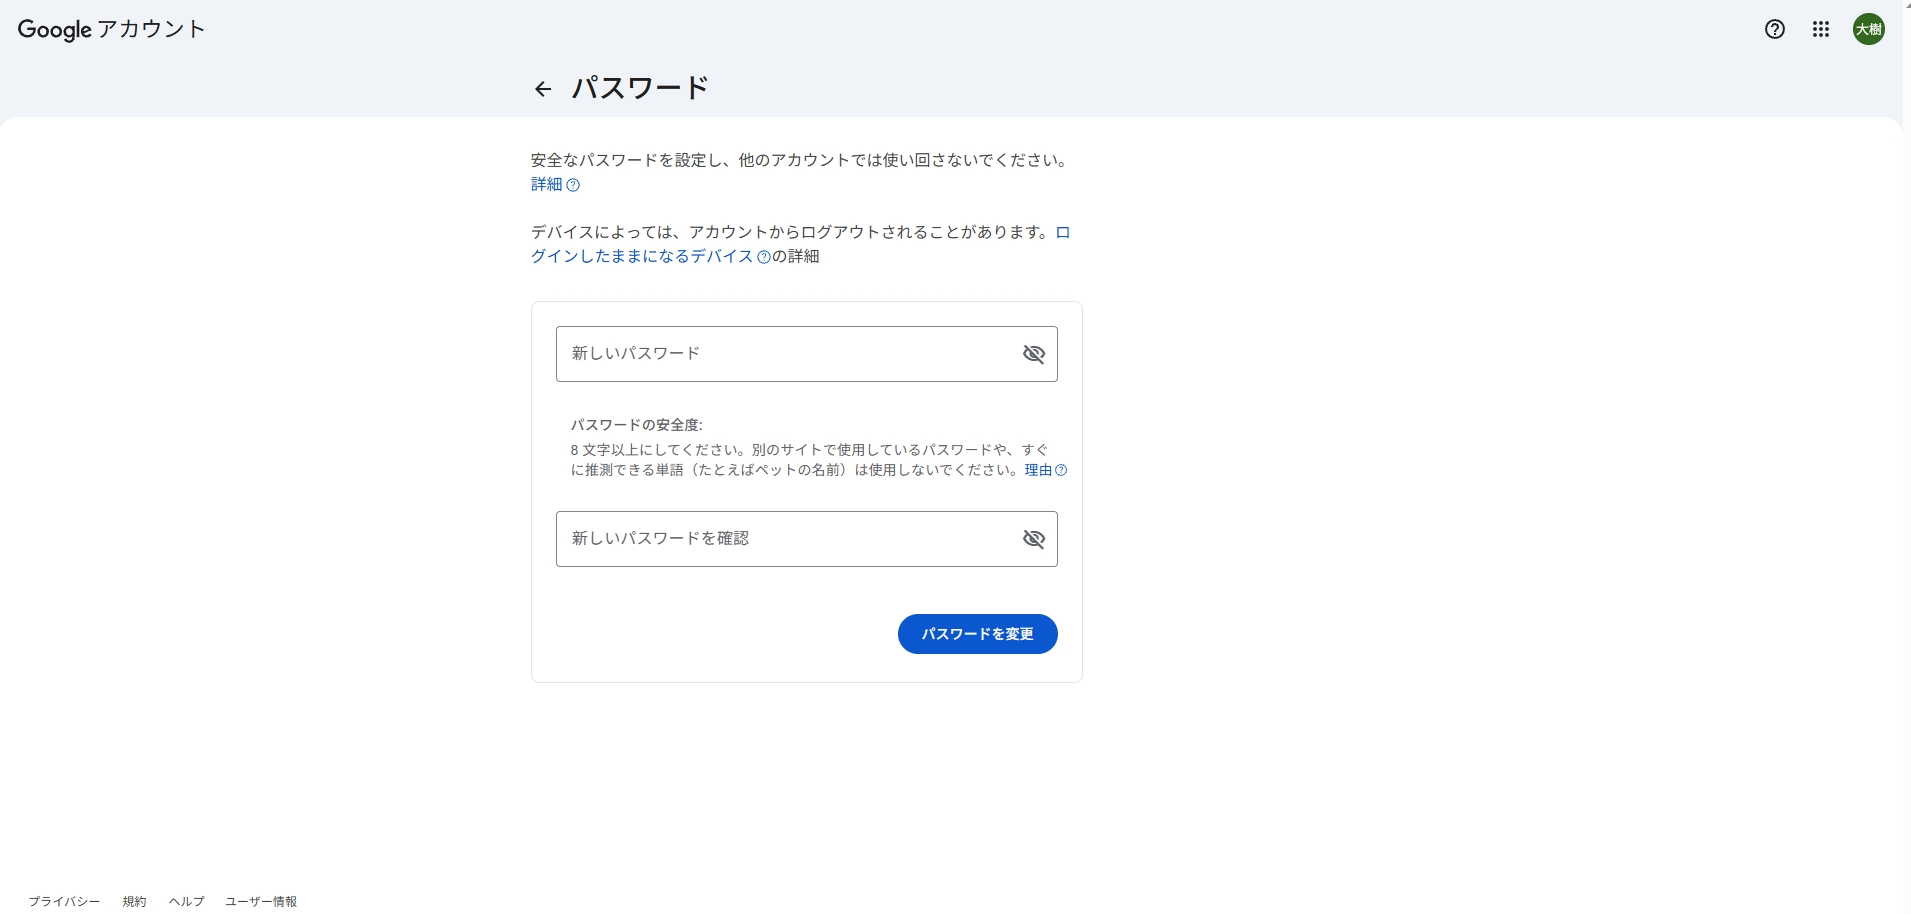 Google アカウント
大樹
パスワード
安全なパスワードを設定し、他のアカウントでは使い回さないでください。
詳細
デバイスによっては、アカウントからログアウトされることがあります。ロ
グインしたままになるデバイス の詳細
新しいパスワード
パスワードの安全度:
8 文字以上にしてください。別のサイトで使用しているパスワードや、すぐ
に推測できる単語（たとえばペットの名前）は使用しないでください。理由
新しいパスワードを確認
パスワードを変更
プライバシー 規約 ヘルプ ユーザー情報